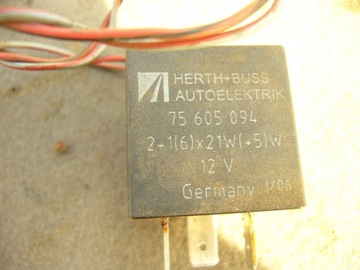 HERTH+BUSS
AUTOELEKTRIK
75 605 094
2+1(6)x21W(+5)W
12 V
Germany 1/06